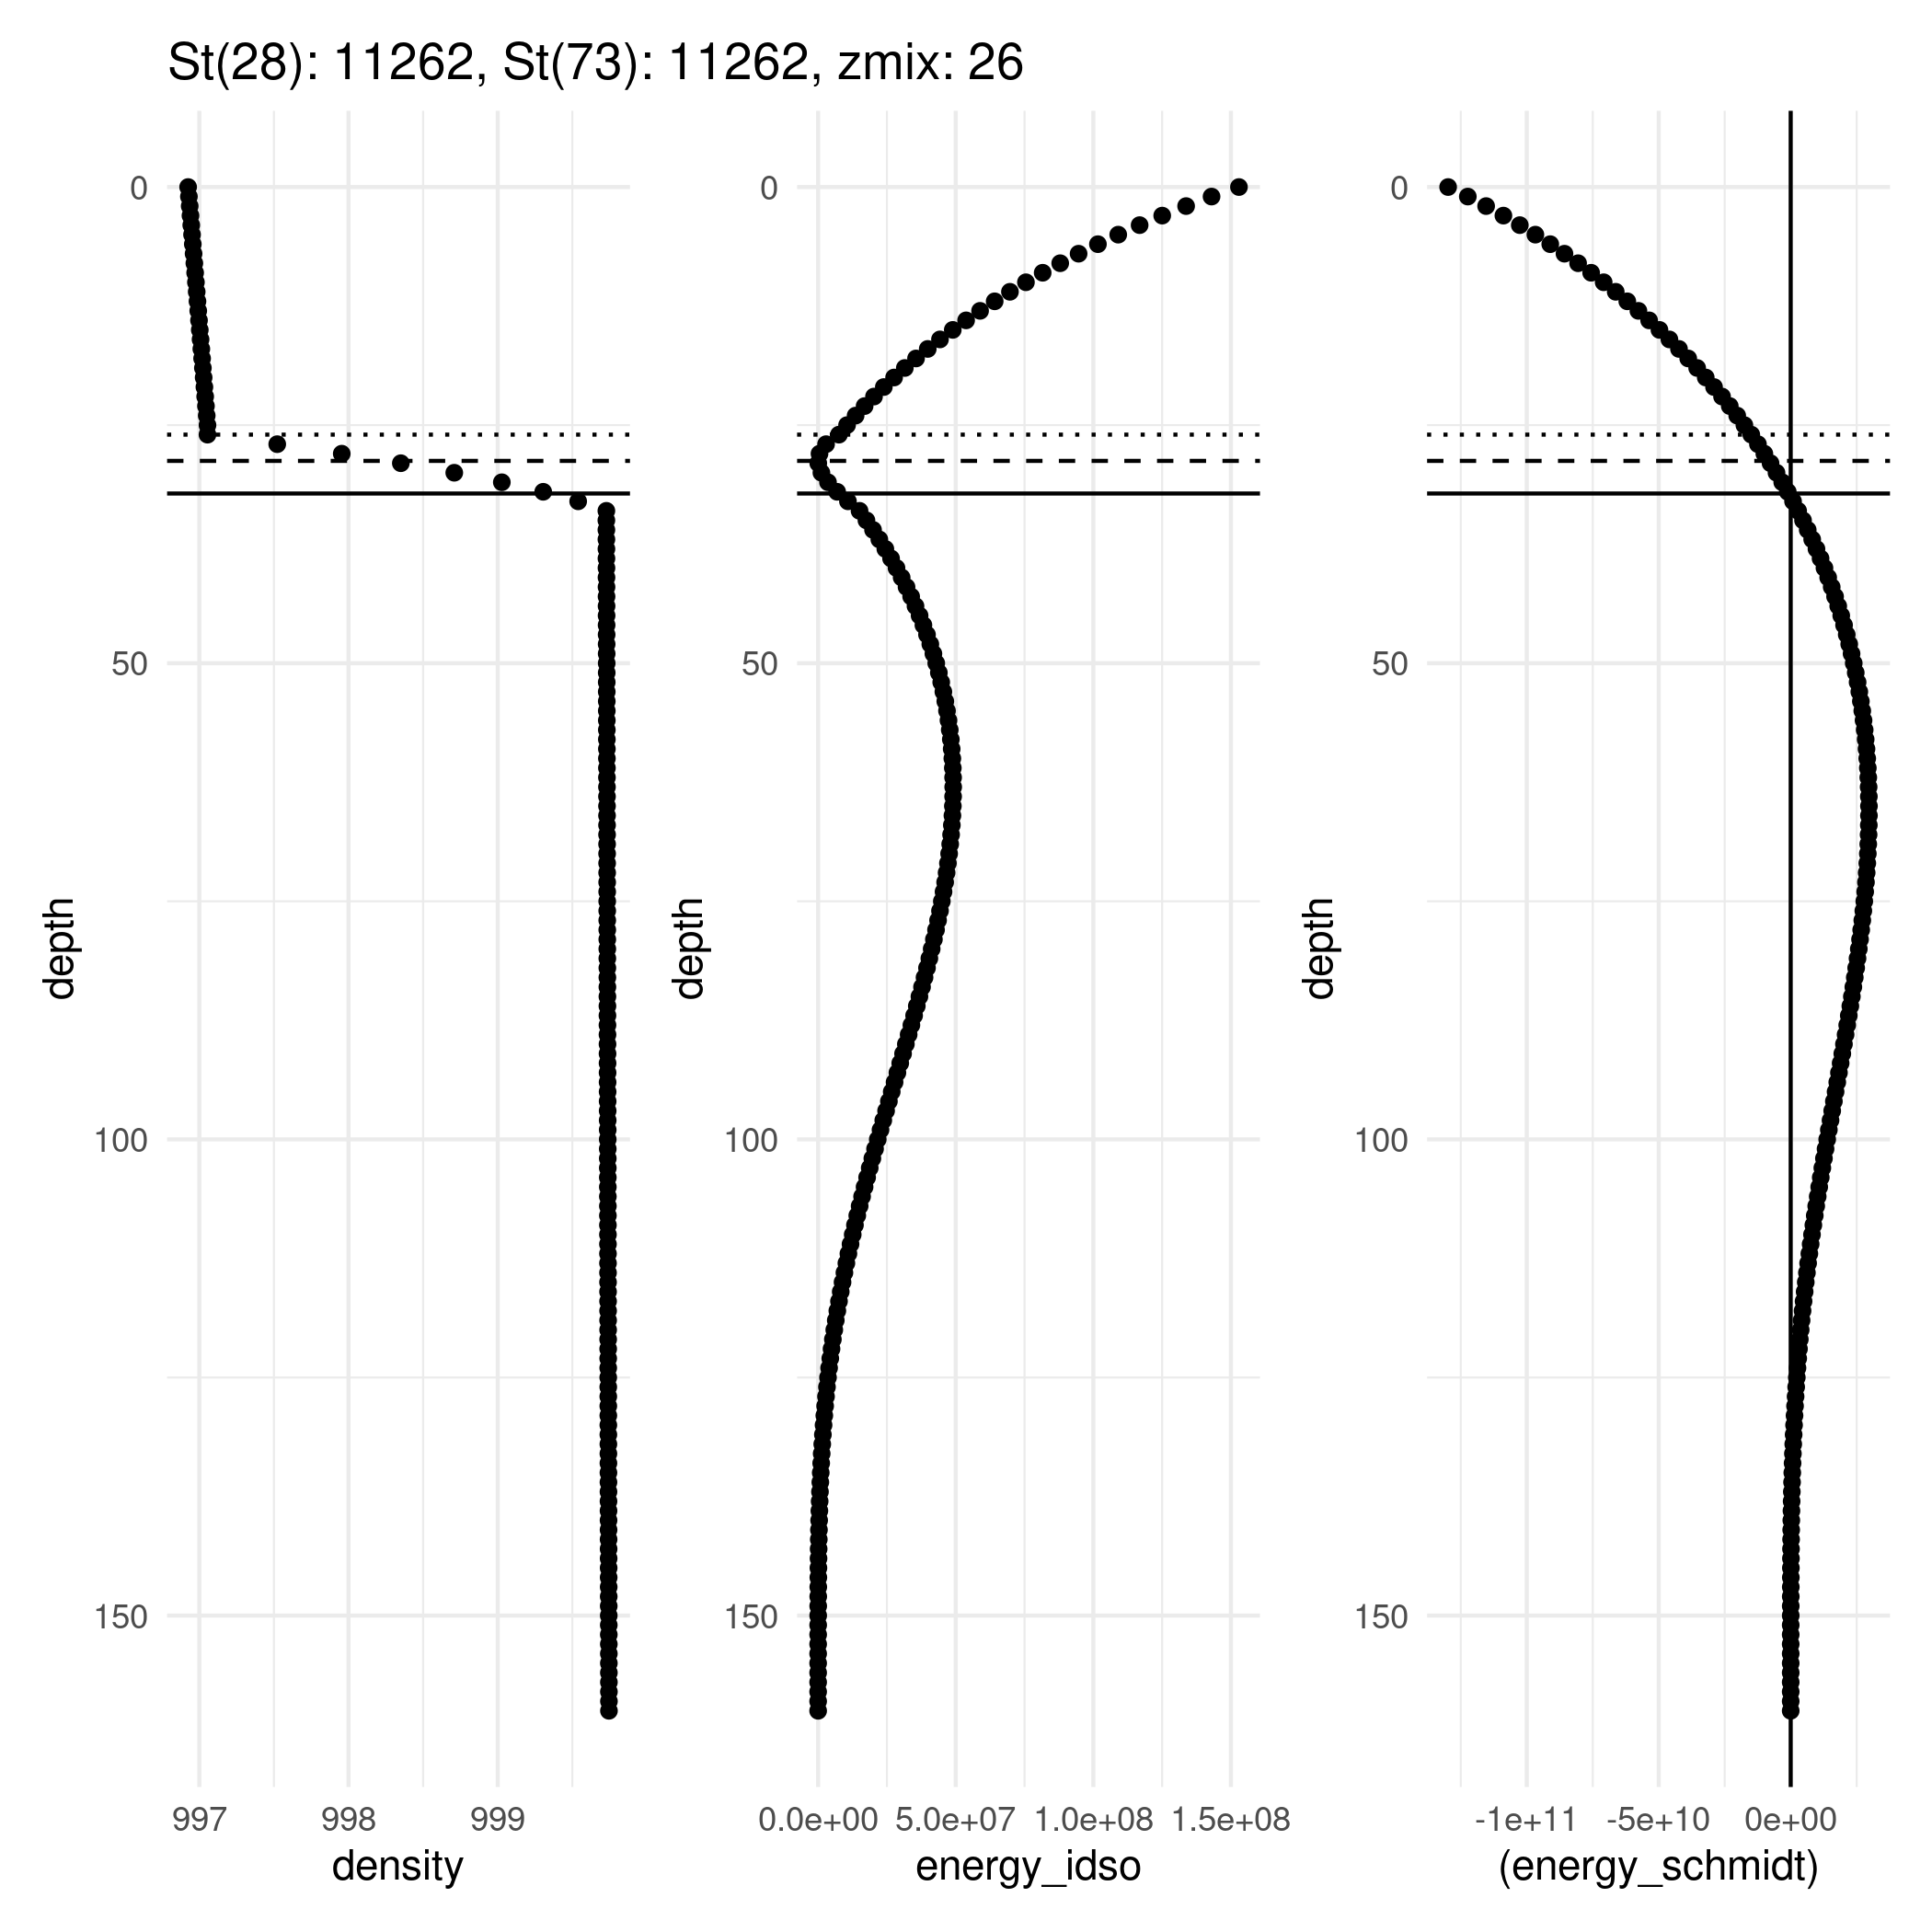 St(28): 11262, St(73): 11262, zmix: 26
0
50
100
150
depth
997 998 999
density
0
50
100
150
depth
0.0e+00 5.0e+07 1.0e+08 1.5e+08
energy_idso
0
50
100
150
depth
-1e+11 -5e+10 0e+00
(energy_schmidt)